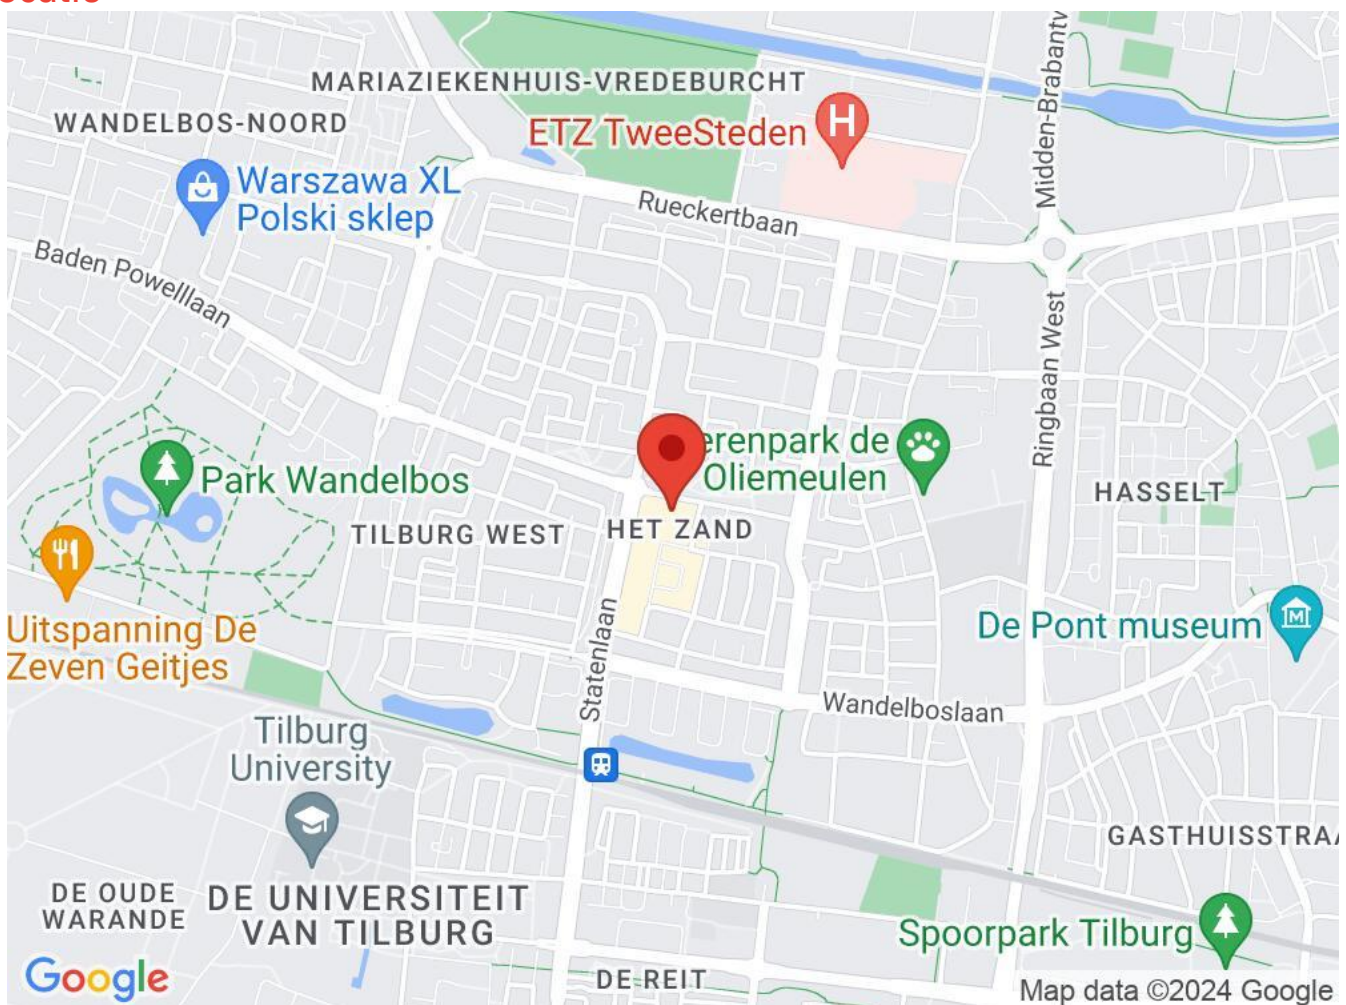 MARIAZIEKENHUIS-VREDEBURCHT
WANDELBOS-NOORD
ETZ TweeSteden
H
Midden-Brabantv
Warszawa XL
Polski sklep
Rueckertbaan
Baden Powelllaan
Ringbaan West
erenpark de
Oliemeulen
Park Wandelbos
HASSELT
TILBURG WEST
HET ZAND
Uitspanning De
Zeven Geitjes
De Pont museum
M
Statenlaan
Wandelboslaan
Tilburg
University
GASTHUISSTRAA
DE OUDE
WARANDE
DE UNIVERSITEIT
VAN TILBURG
Spoorpark Tilburg
DE REIT
Google
Map data ©2024 Google